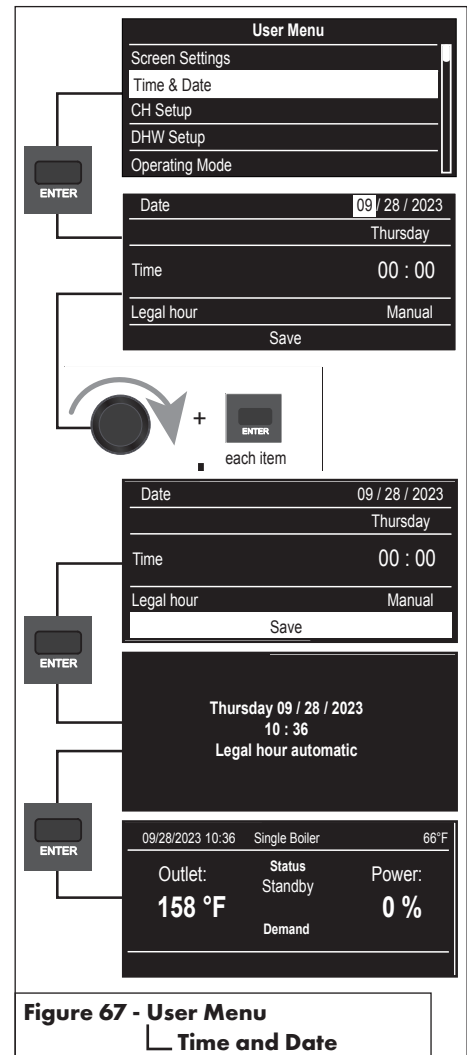 User Menu
Screen Settings
Time & Date
CH Setup
DHW Setup
Operating Mode
ENTER
Date 09 / 28 / 2023
Thursday
Time 00 : 00
Legal hour Manual
Save
+ ENTER
each item
Date 09 / 28 / 2023
Thursday
Time 00 : 00
Legal hour Manual
Save
ENTER
Thursday 09 / 28 / 2023
10 : 36
Legal hour automatic
ENTER
09/28/2023 10:36 Single Boiler 66°F
Outlet: Status Power:
Standby
158 °F 0 %
Demand
Figure 67 - User Menu
Time and Date